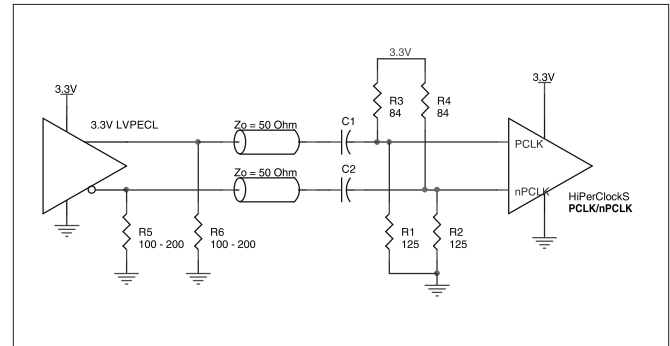 3.3V
3.3V
3.3V
3.3V LVPECL
Zo = 50 Ohm
C1
R3
84
R4
84
PCLK
Zo = 50 Ohm
C2
nPCLK
HiPerClockS
PCLK/nPCLK
R5
100 - 200
R6
100 - 200
R1
125
R2
125